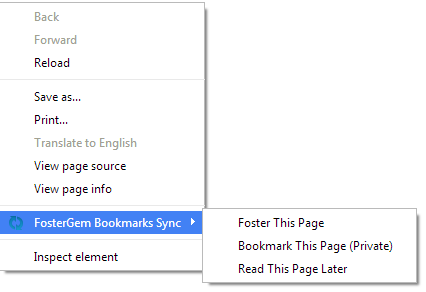 Back
Forward
Reload
Save as...
Print...
Translate to English
View page source
View page info
FosterGem Bookmarks Sync
Foster This Page
Bookmark This Page (Private)
Read This Page Later
Inspect element